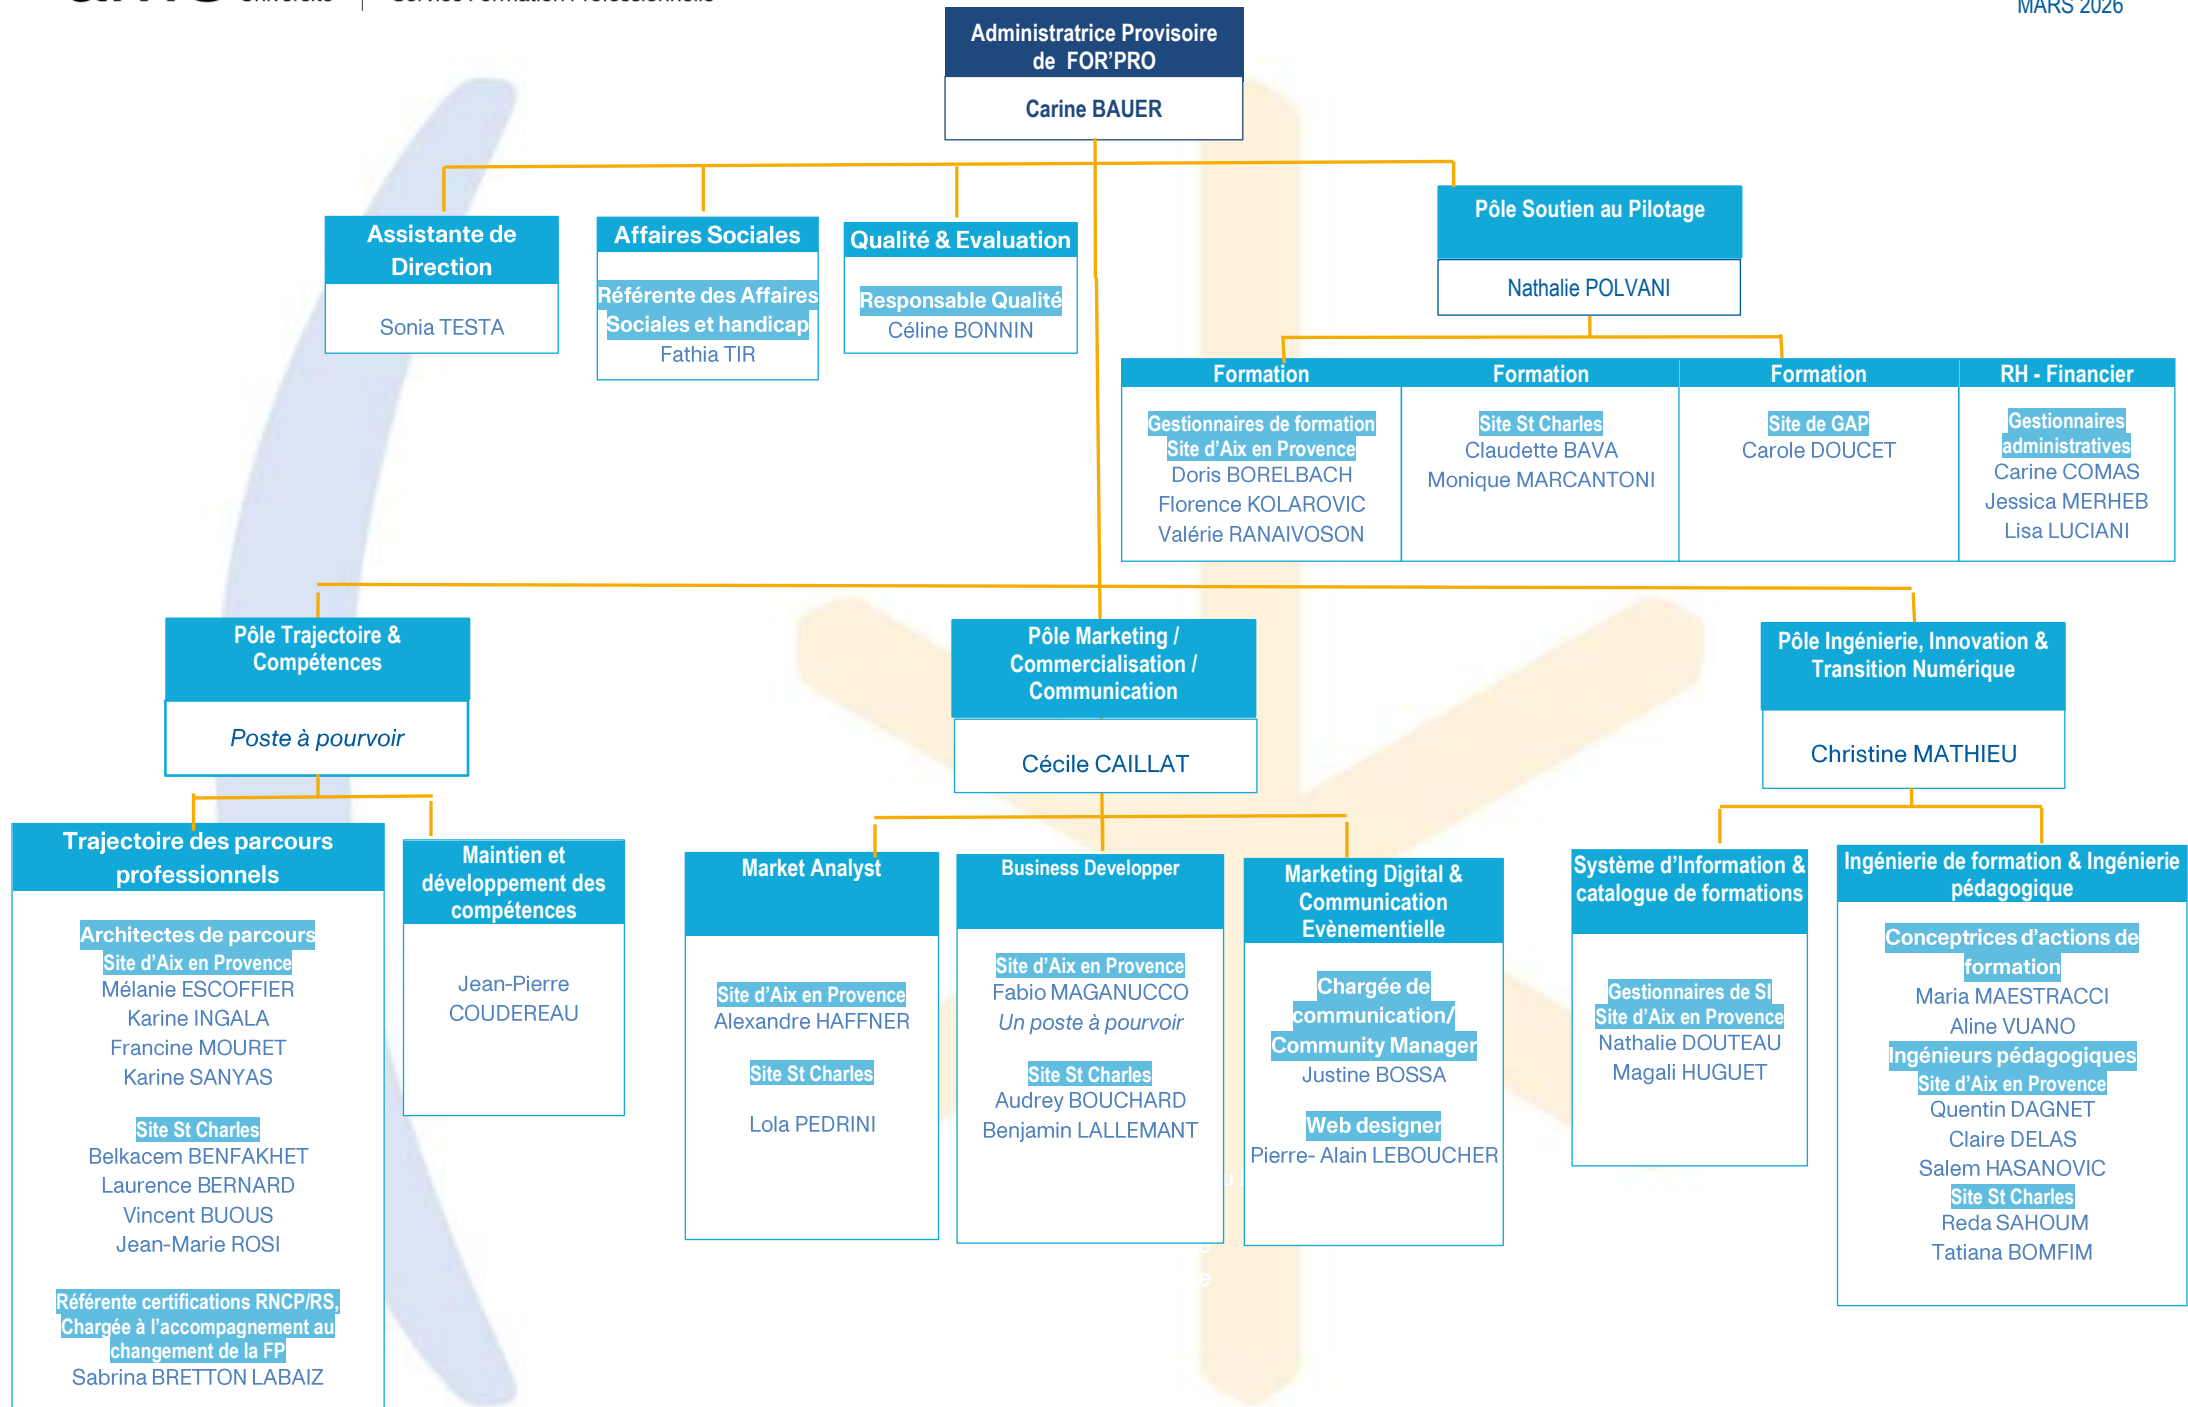 MARS 2026
Administratrice Provisoire
de FOR’PRO
Carine BAUER
Assistante de
Direction
Sonia TESTA
Affaires Sociales
Référente des Affaires
Sociales et handicap
Fathia TIR
Qualité & Evaluation
Responsable Qualité
Céline BONNIN
Pôle Soutien au Pilotage
Nathalie POLVANI
Formation
Gestionnaires de formation
Site d’Aix en Provence
Doris BORELBACH
Florence KOLAROVIC
Valérie RANAIVOSON
Formation
Site St Charles
Claudette BAVA
Monique MARCANTONI
Formation
Site de GAP
Carole DOUCET
RH - Financier
Gestionnaires
administratives
Carine COMAS
Jessica MERHEB
Lisa LUCIANI
Pôle Trajectoire &
Compétences
Poste à pourvoir
Trajectoire des parcours
professionnels
Architectes de parcours
Site d’Aix en Provence
Mélanie ESCOFFIER
Karine INGALA
Francine MOURET
Karine SANYAS
Site St Charles
Belkacem BENFAKHET
Laurence BERNARD
Vincent BUOUS
Jean-Marie ROSI
Référente certifications RNCP/RS,
Chargée à l’accompagnement au
changement de la FP
Sabrina BRETTON LABAIZ
Maintien et
développement des
compétences
Jean-Pierre
COUDEREAU
Pôle Marketing /
Commercialisation /
Communication
Cécile CAILLAT
Market Analyst
Site d’Aix en Provence
Alexandre HAFFNER
Site St Charles
Lola PEDRINI
Business Developper
Site d’Aix en Provence
Fabio MAGANUCCO
Un poste à pourvoir
Site St Charles
Audrey BOUCHARD
Benjamin LALLEMANT
Marketing Digital &
Communication
Evènementielle
Chargée de
communication/
Community Manager
Justine BOSSA
Web designer
Pierre- Alain LEBOUCHER
Pôle Ingénierie, Innovation &
Transition Numérique
Christine MATHIEU
Système d’Information &
catalogue de formations
Gestionnaires de SI
Site d’Aix en Provence
Nathalie DOUTEAU
Magali HUGUET
Ingénierie de formation & Ingénierie
pédagogique
Conceptrices d’actions de
formation
Maria MAESTRACCI
Aline VUANO
Ingénieurs pédagogiques
Site d’Aix en Provence
Quentin DAGNET
Claire DELAS
Salem HASANOVIC
Site St Charles
Reda SAHOUM
Tatiana BOMFIM